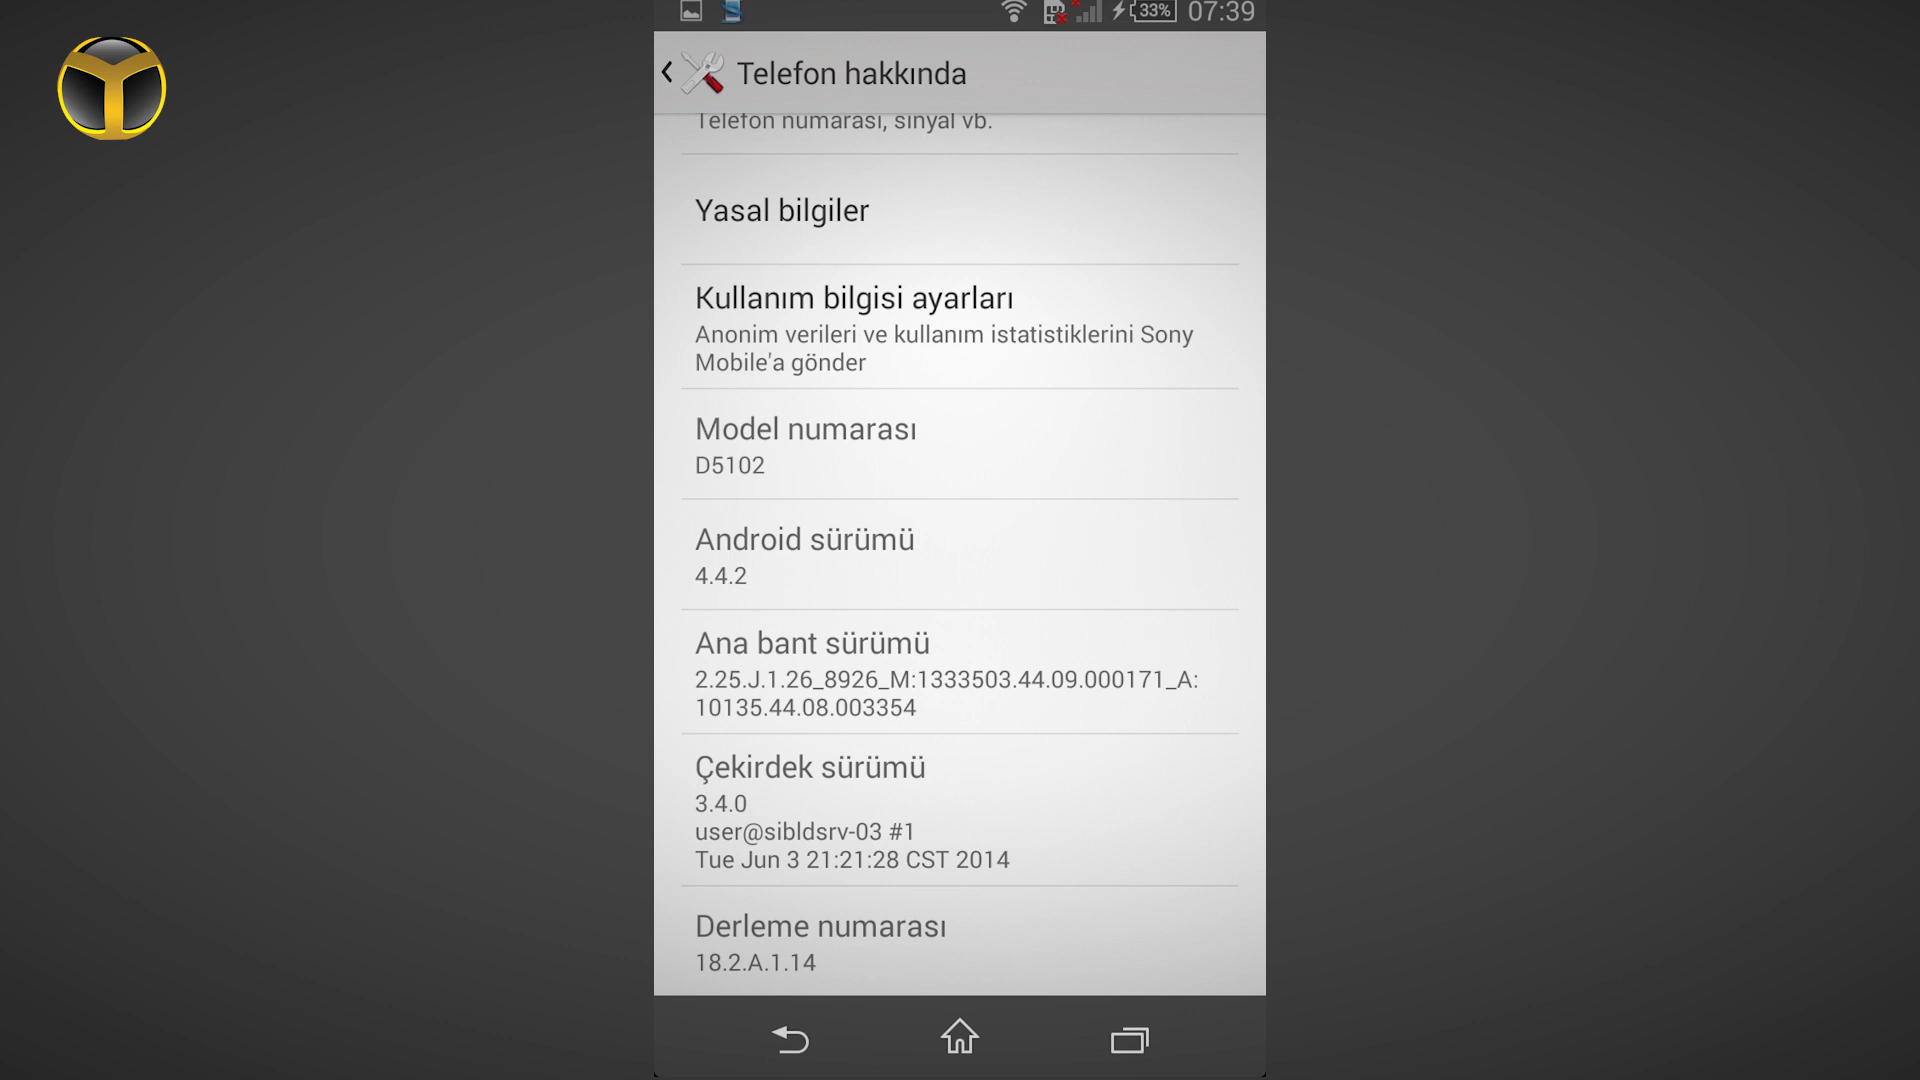 33% 07:39
Telefon hakkında
Telefon numarası, sinyal vb.
Yasal bilgiler
Kullanım bilgisi ayarları
Anonim verileri ve kullanım istatistiklerini Sony
Mobile'a gönder
Model numarası
D5102
Android sürümü
4.4.2
Ana bant sürümü
2.25.J.1.26_8926_M:1333503.44.09.000171_A:
10135.44.08.003354
Çekirdek sürümü
3.4.0
user@sibldsrv-03 #1
Tue Jun 3 21:21:28 CST 2014
Derleme numarası
18.2.A.1.14